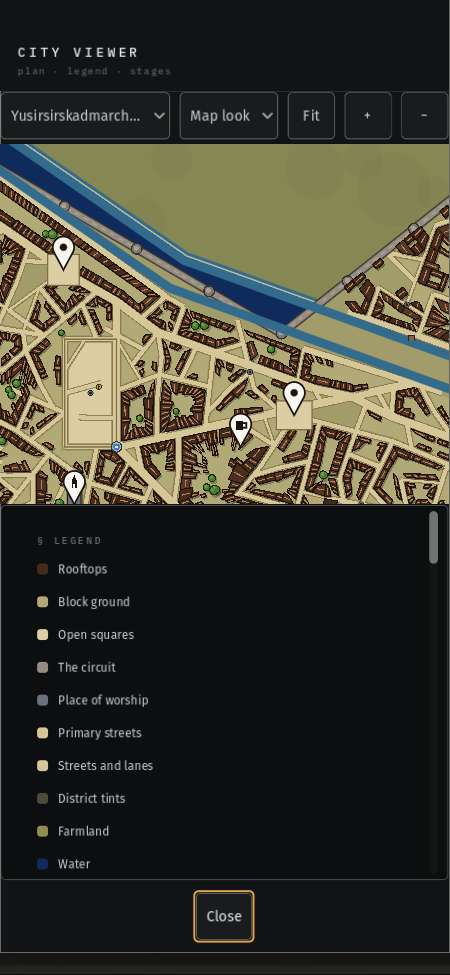 CITY VIEWER
plan · legend · stages
Yusirsirskadmarch...
Map look
Fit
+
−
§ LEGEND
Rooftops
Block ground
Open squares
The circuit
Place of worship
Primary streets
Streets and lanes
District tints
Farmland
Water
Close